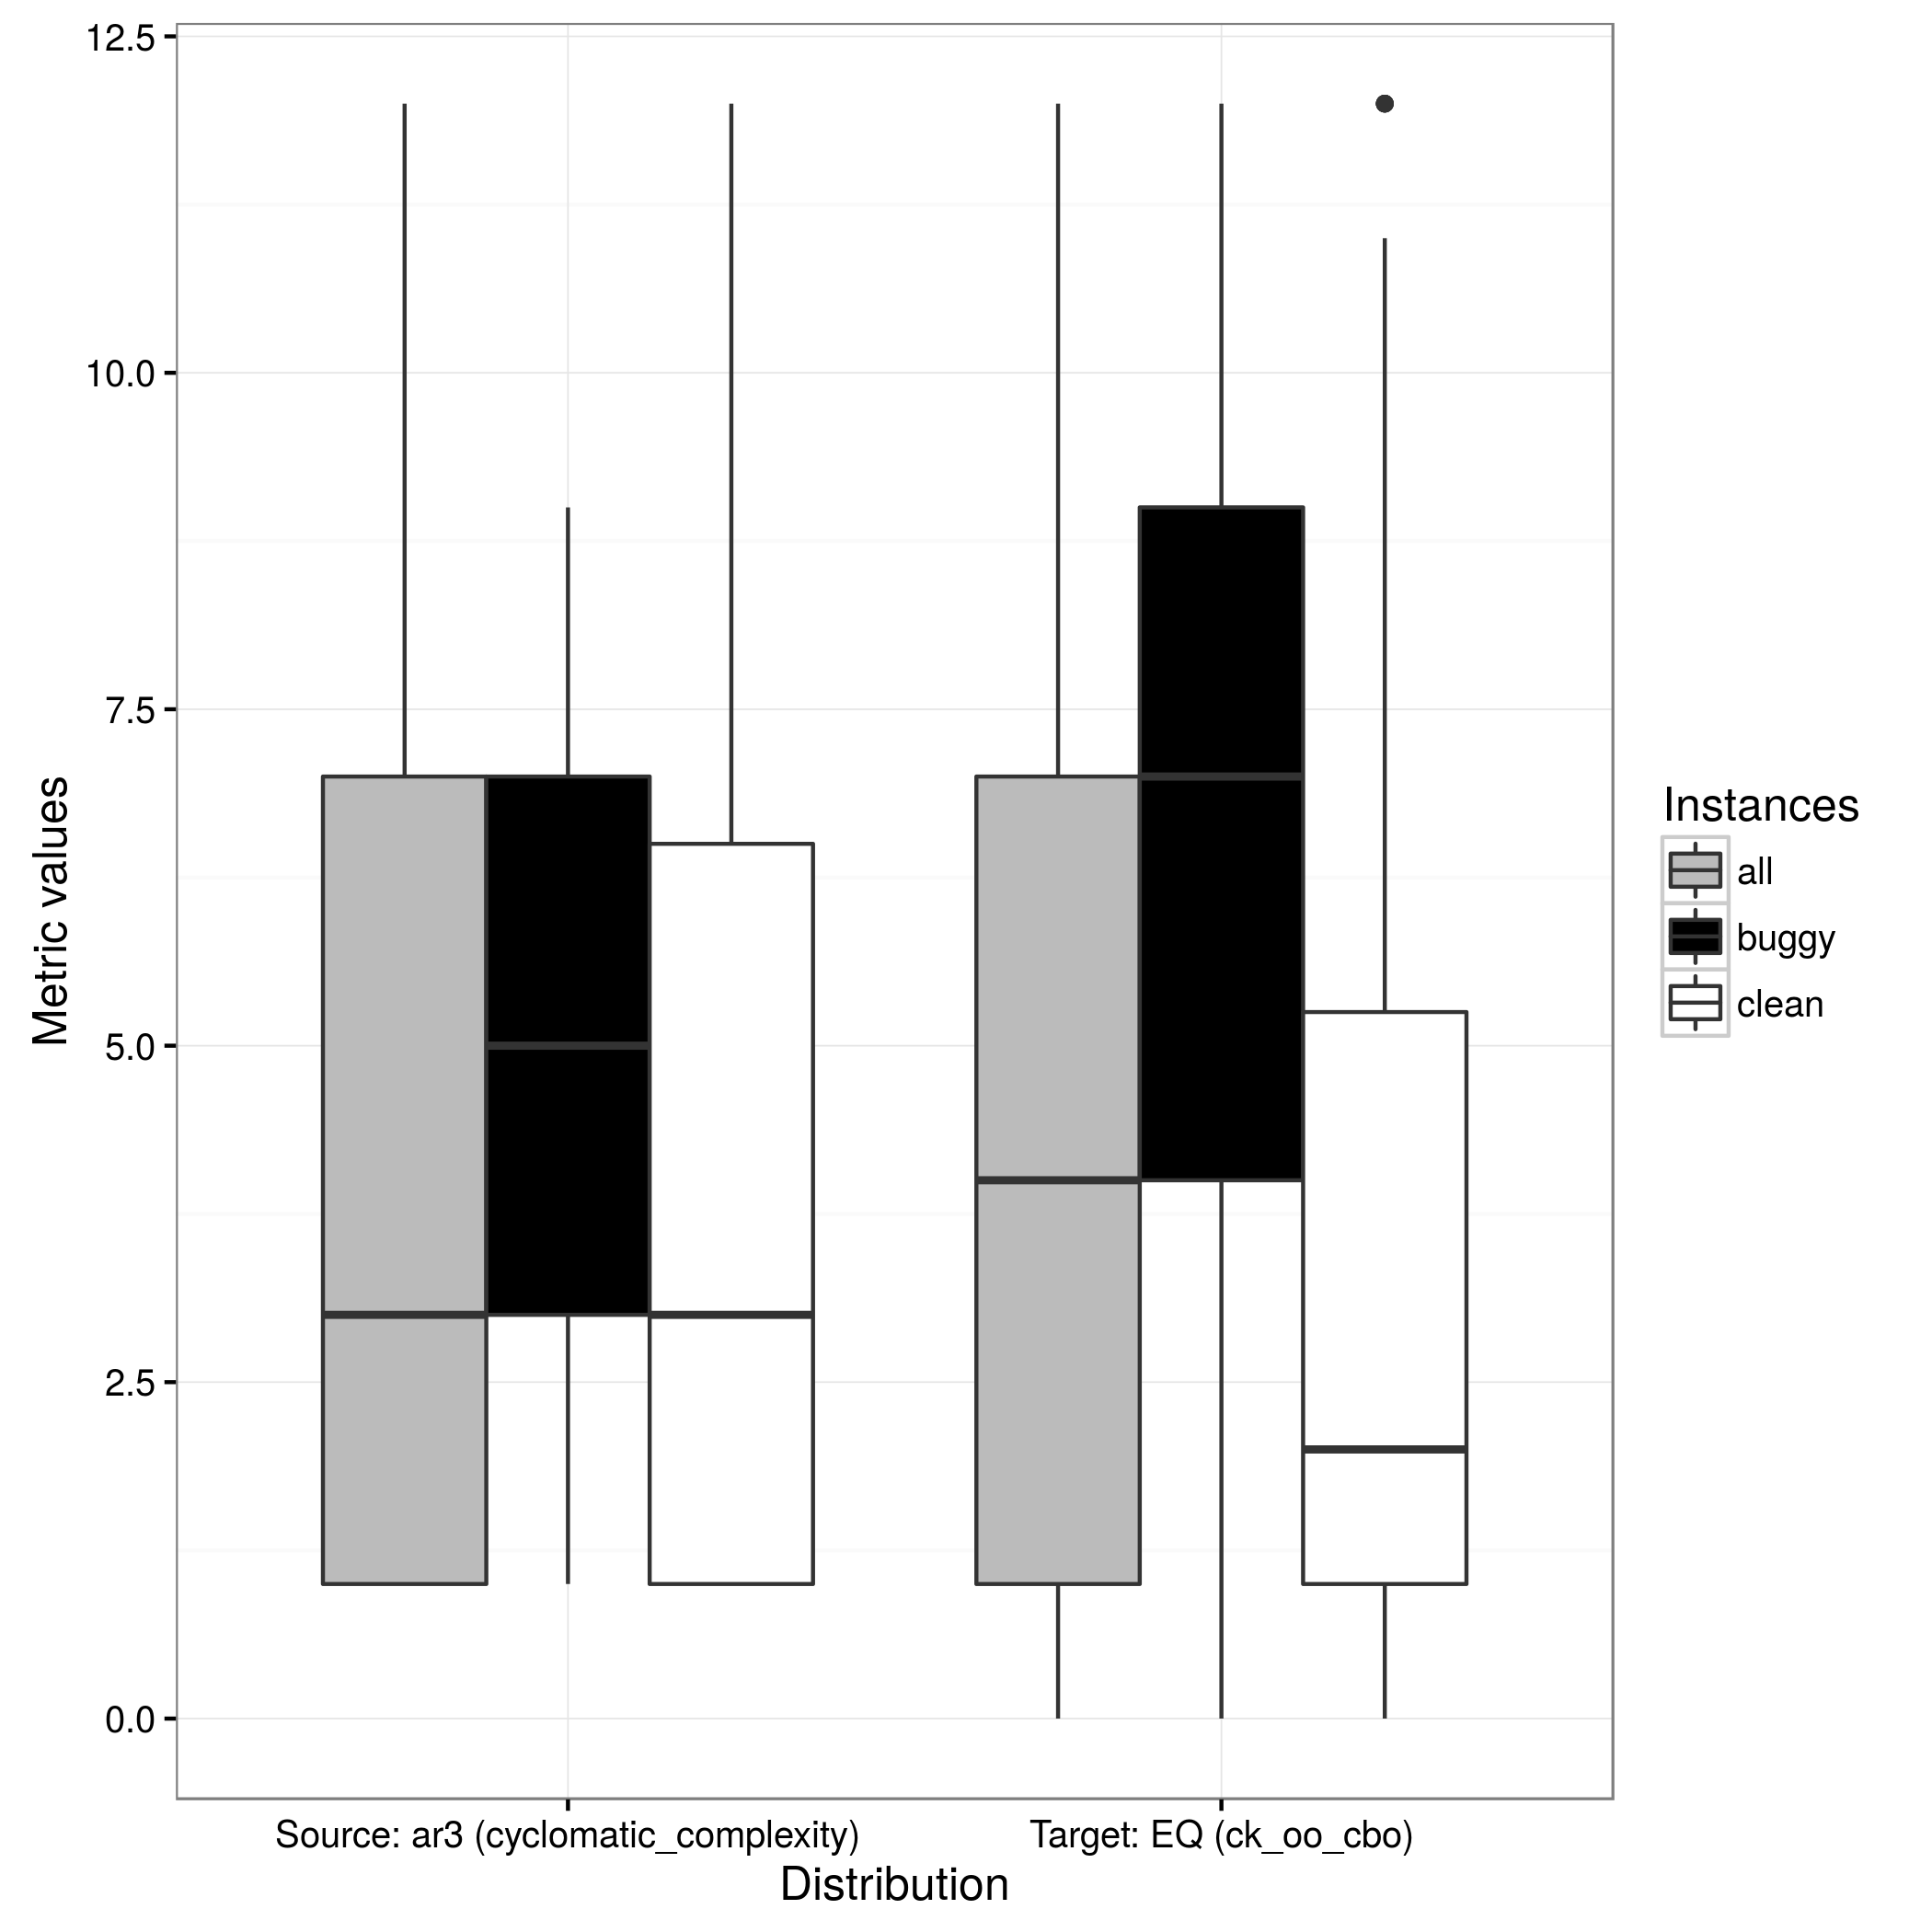 12.5
10.0
7.5
5.0
2.5
0.0
Metric values
Source: ar3 (cyclomatic_complexity)
Target: EQ (ck_oo_cbo)
Distribution
Instances
all
buggy
clean